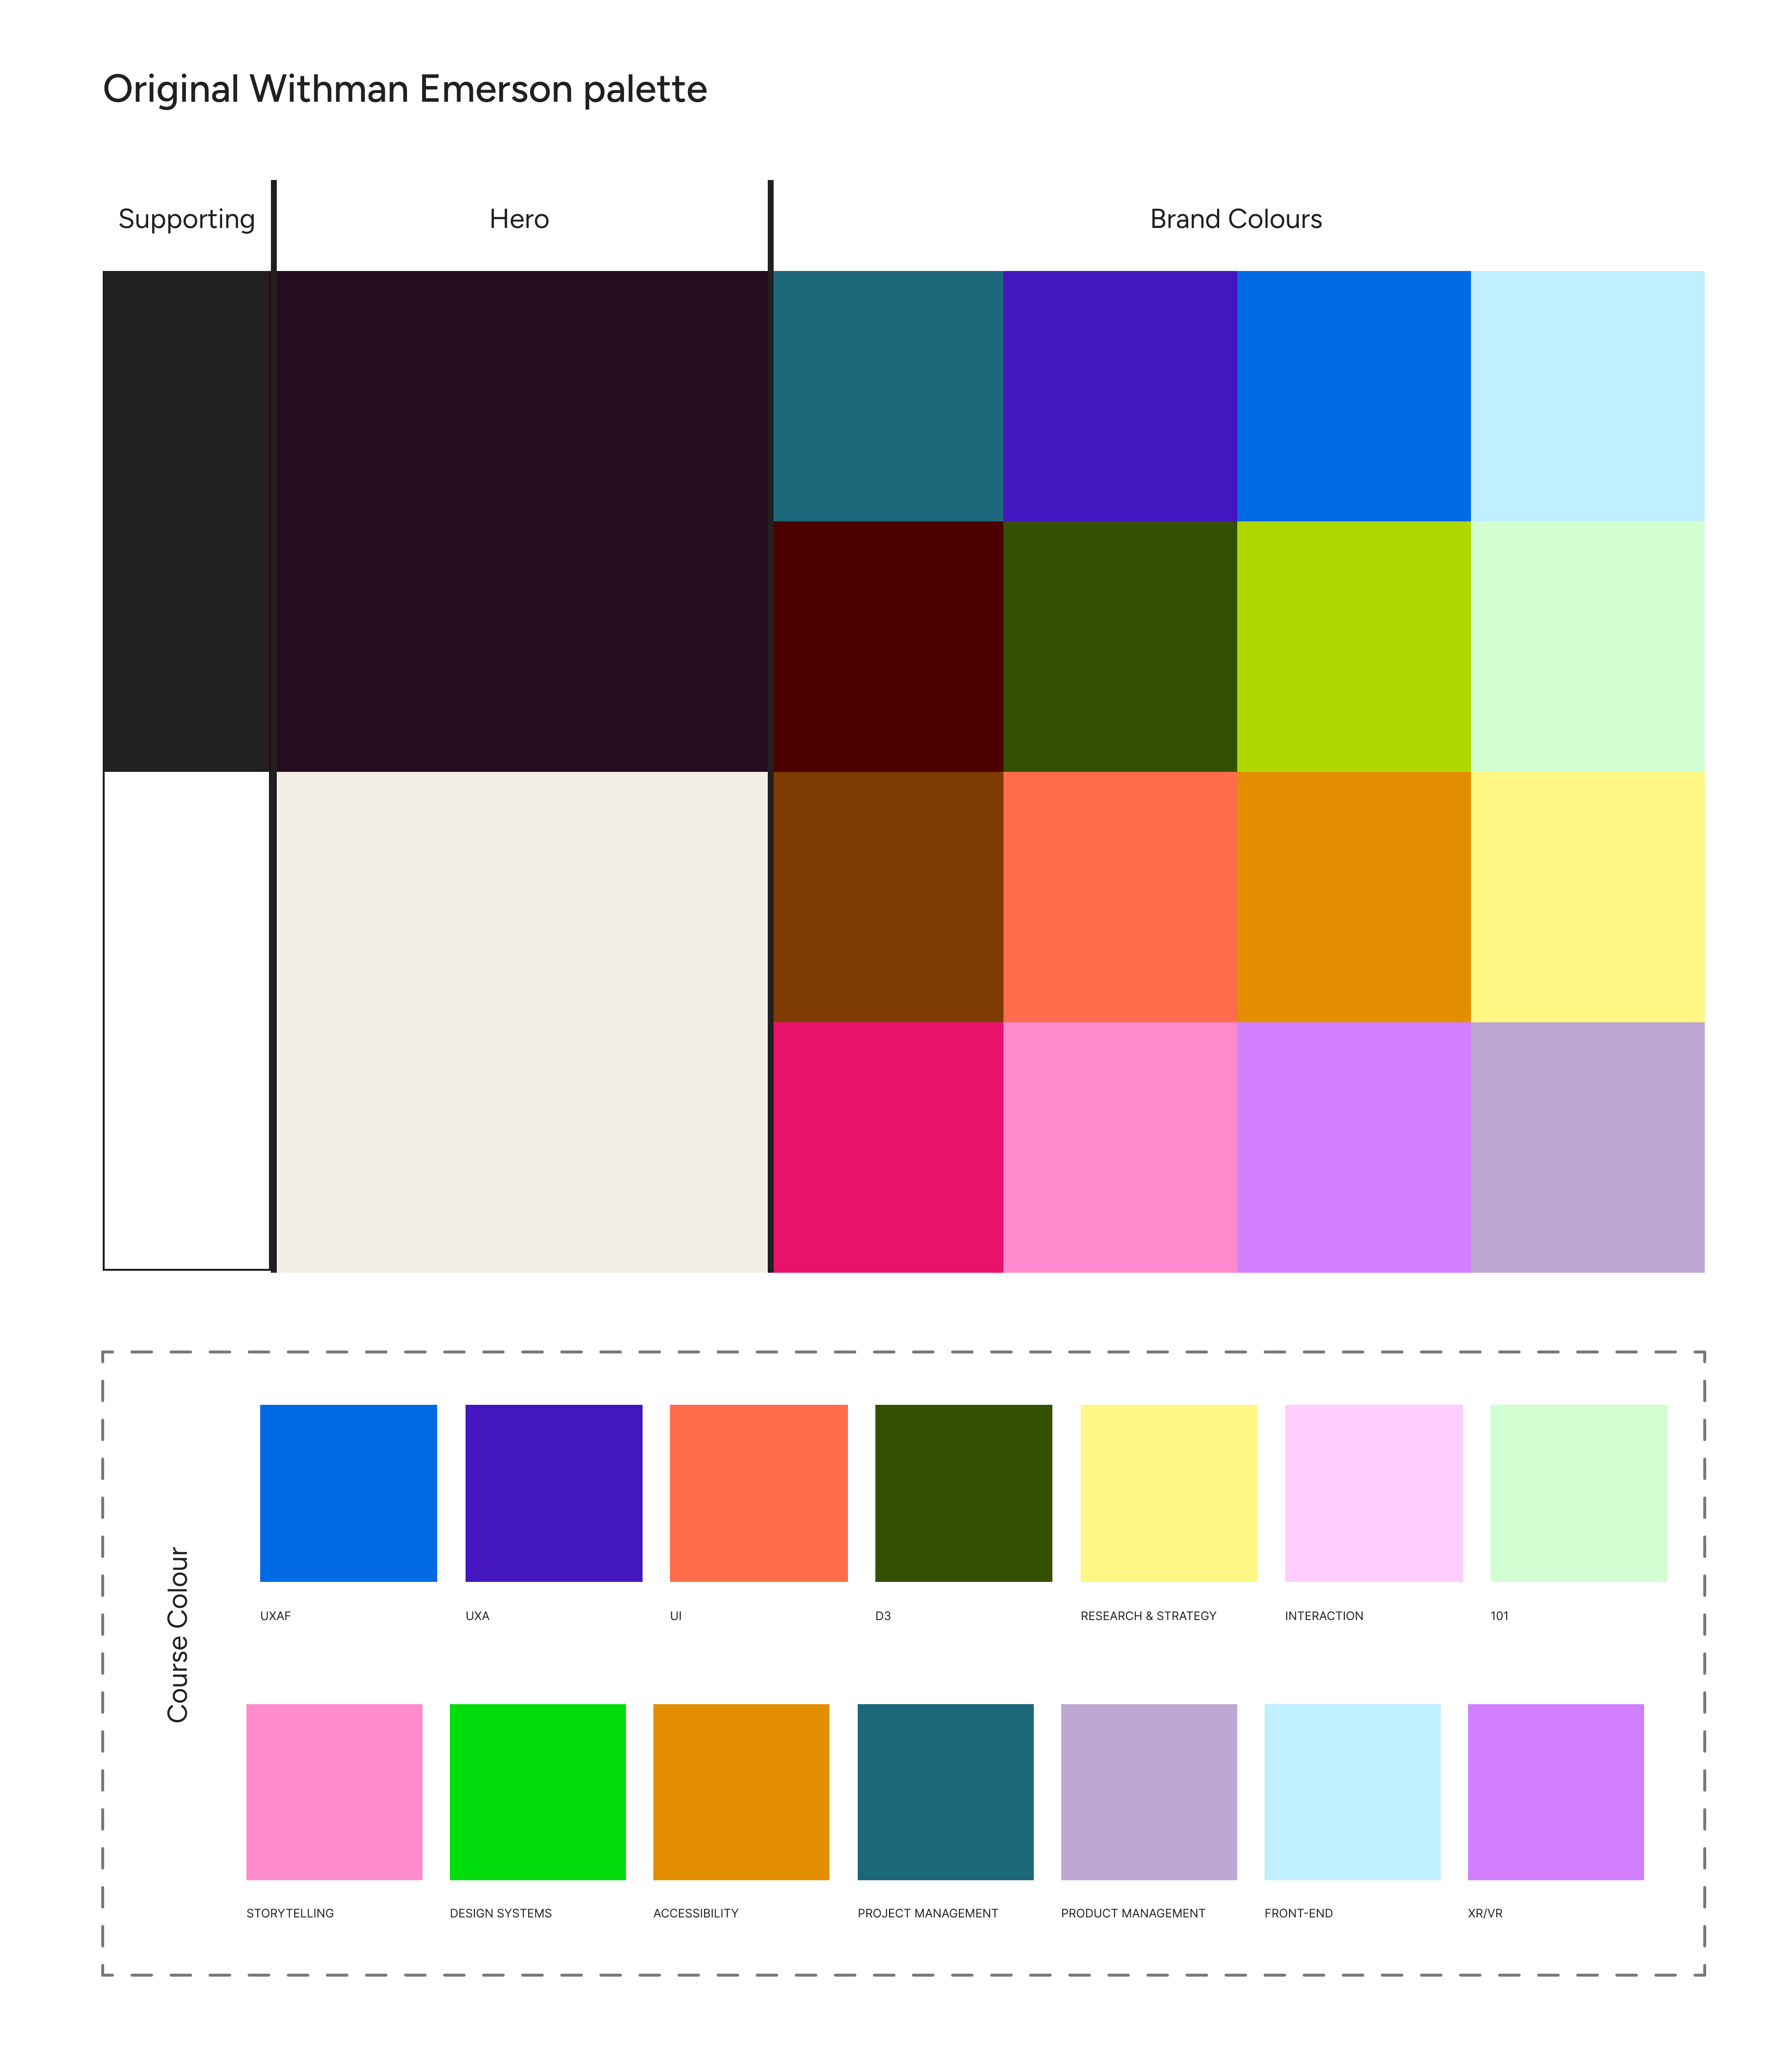 Original Withman Emerson palette
Supporting
Hero
Brand Colours
Course Colour
UXAF
UXA
UI
D3
RESEARCH & STRATEGY
INTERACTION
101
STORYTELLING
DESIGN SYSTEMS
ACCESSIBILITY
PROJECT MANAGEMENT
PRODUCT MANAGEMENT
FRONT-END
XR/VR